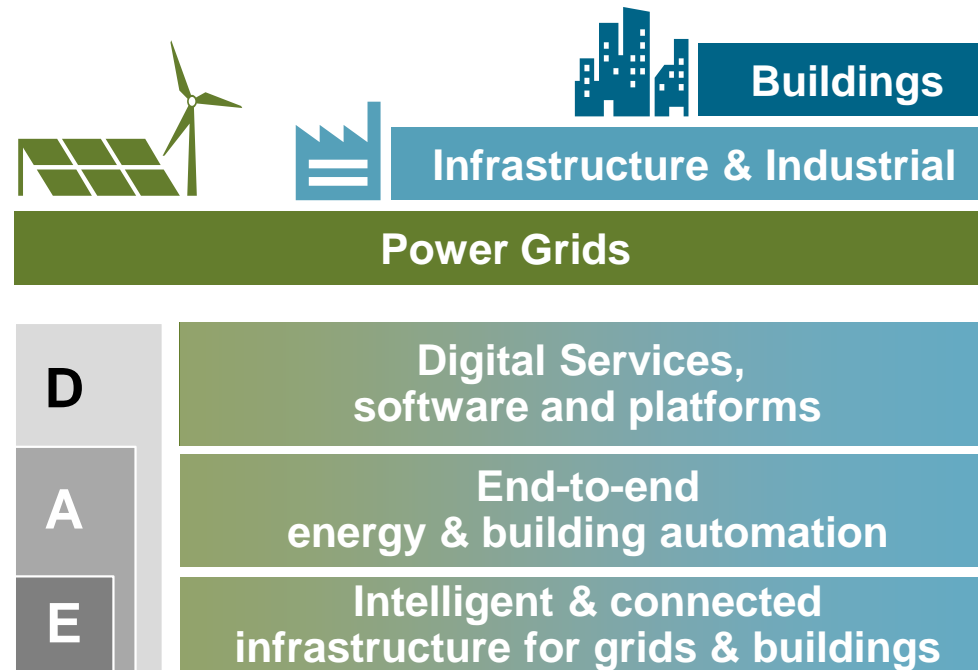 Buildings
Infrastructure & Industrial
Power Grids
D
Digital Services,
software and platforms
A
End-to-end
energy & building automation
E
Intelligent & connected
infrastructure for grids & buildings